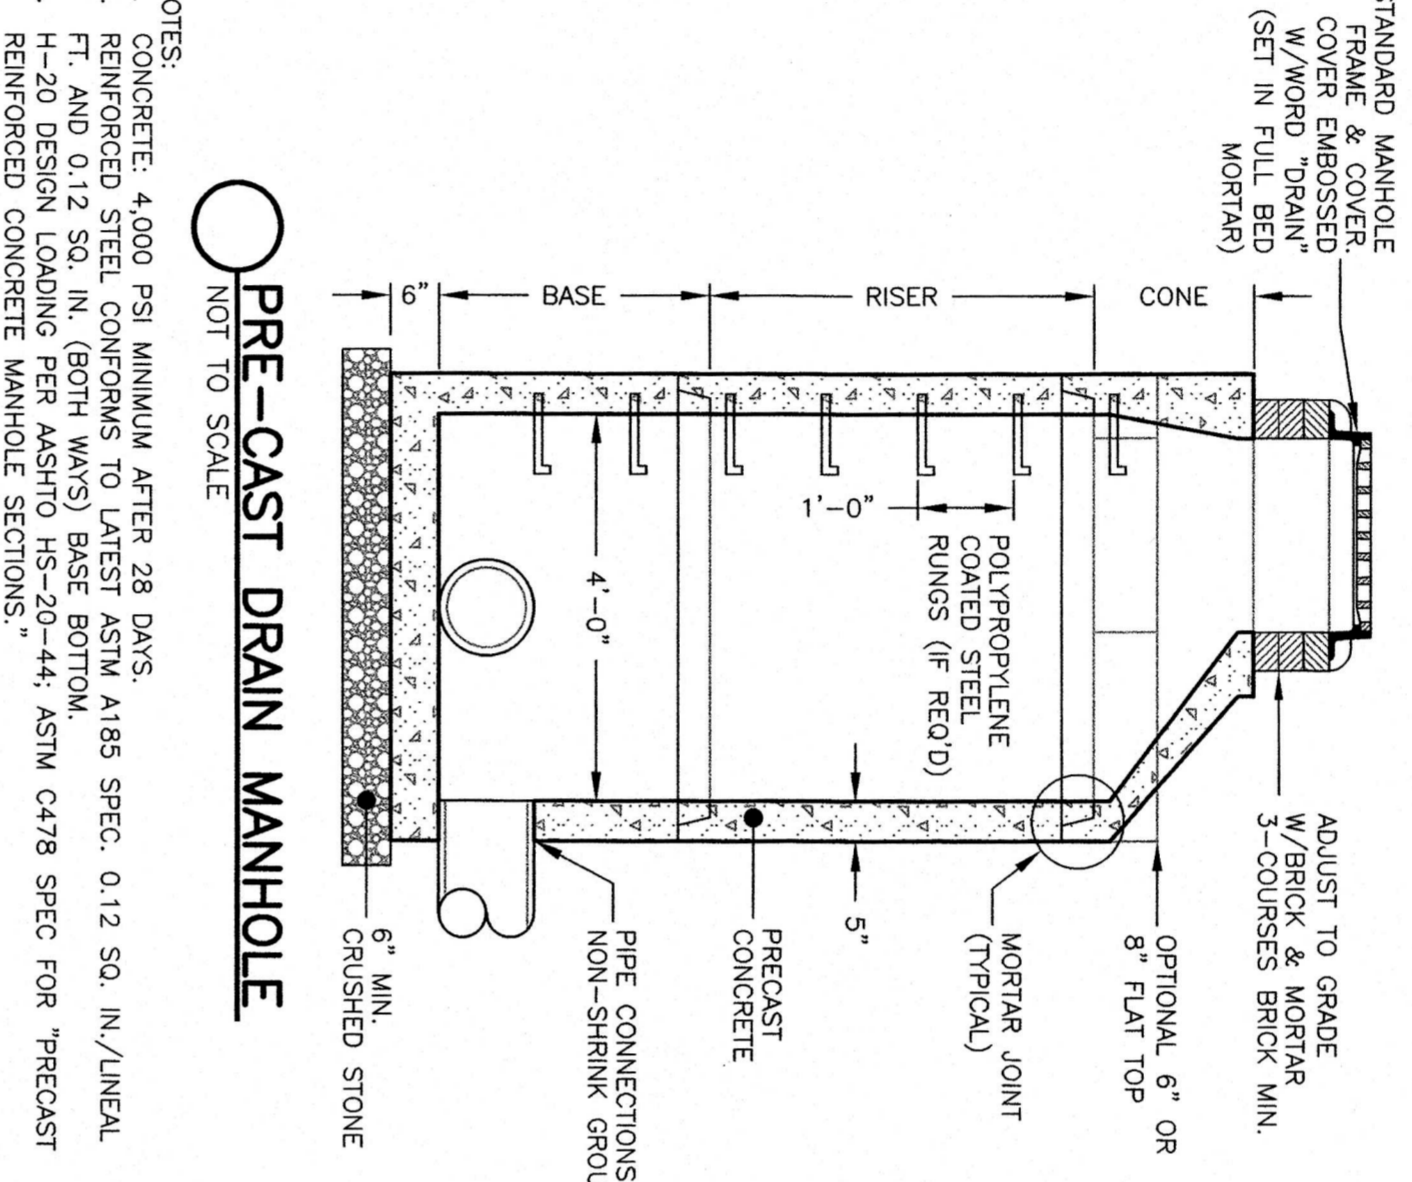 STANDARD MANHOLE
FRAME & COVER.
COVER EMBOSSED
W/WORD "DRAIN"
(SET IN FULL BED
MORTAR)
ADJUST TO GRADE
W/BRICK & MORTAR
3-COURSES BRICK MIN.
CONE
OPTIONAL 6" OR
8" FLAT TOP
MORTAR JOINT
(TYPICAL)
RISER
POLYPROPYLENE
COATED STEEL
RUNGS (IF REQ'D)
1'-0"
5"
PRECAST
CONCRETE
BASE
4'-0"
PIPE CONNECTIONS
NON-SHRINK GROU
6"
6" MIN.
CRUSHED STONE
PRE-CAST DRAIN MANHOLE
NOT TO SCALE
OTES:
CONCRETE: 4,000 PSI MINIMUM AFTER 28 DAYS.
REINFORCED STEEL CONFORMS TO LATEST ASTM A185 SPEC. 0.12 SQ. IN./LINEAL
FT. AND 0.12 SQ. IN. (BOTH WAYS) BASE BOTTOM.
H-20 DESIGN LOADING PER AASHTO HS-20-44; ASTM C478 SPEC FOR "PRECAST
REINFORCED CONCRETE MANHOLE SECTIONS."